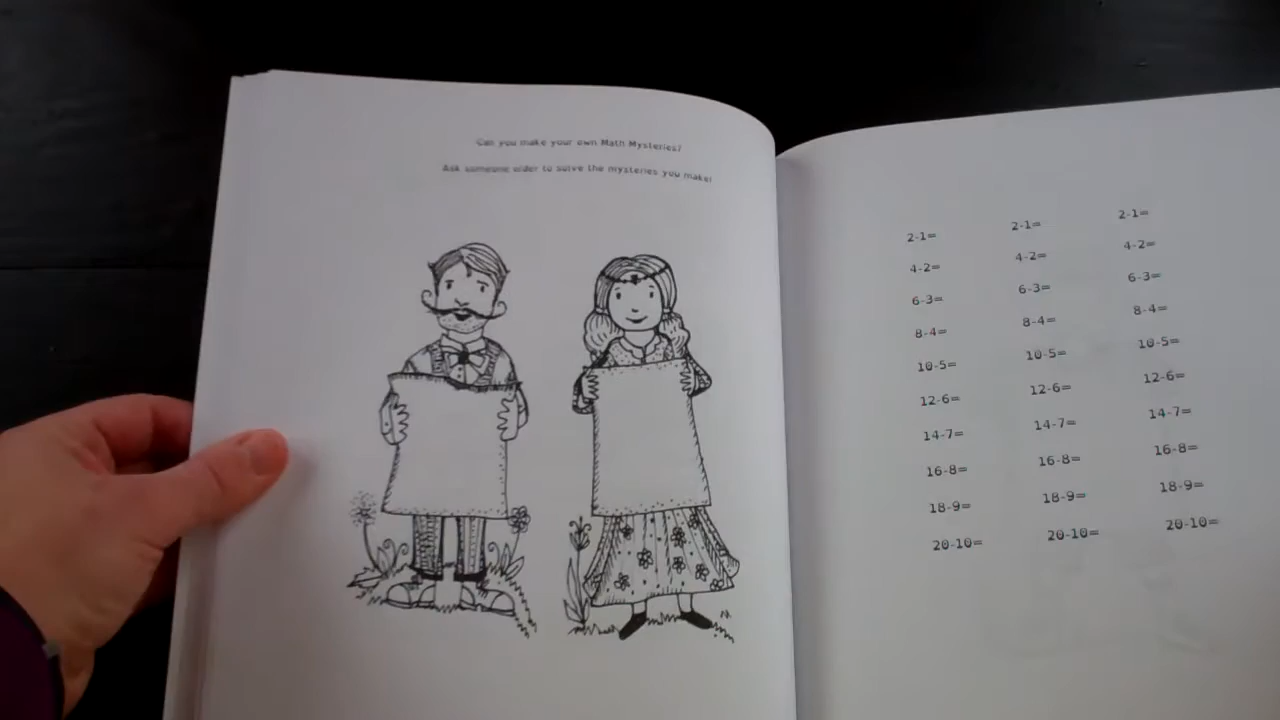 Can you make your own Math Mysteries?
Ask someone older to solve the mysteries you make!
2-1= 2-1= 2-1=
4-2= 4-2= 4-2=
6-3= 6-3= 6-3=
8-4= 8-4= 8-4=
10-5= 10-5= 10-5=
12-6= 12-6= 12-6=
14-7= 14-7= 14-7=
16-8= 16-8= 16-8=
18-9= 18-9= 18-9=
20-10= 20-10= 20-10=